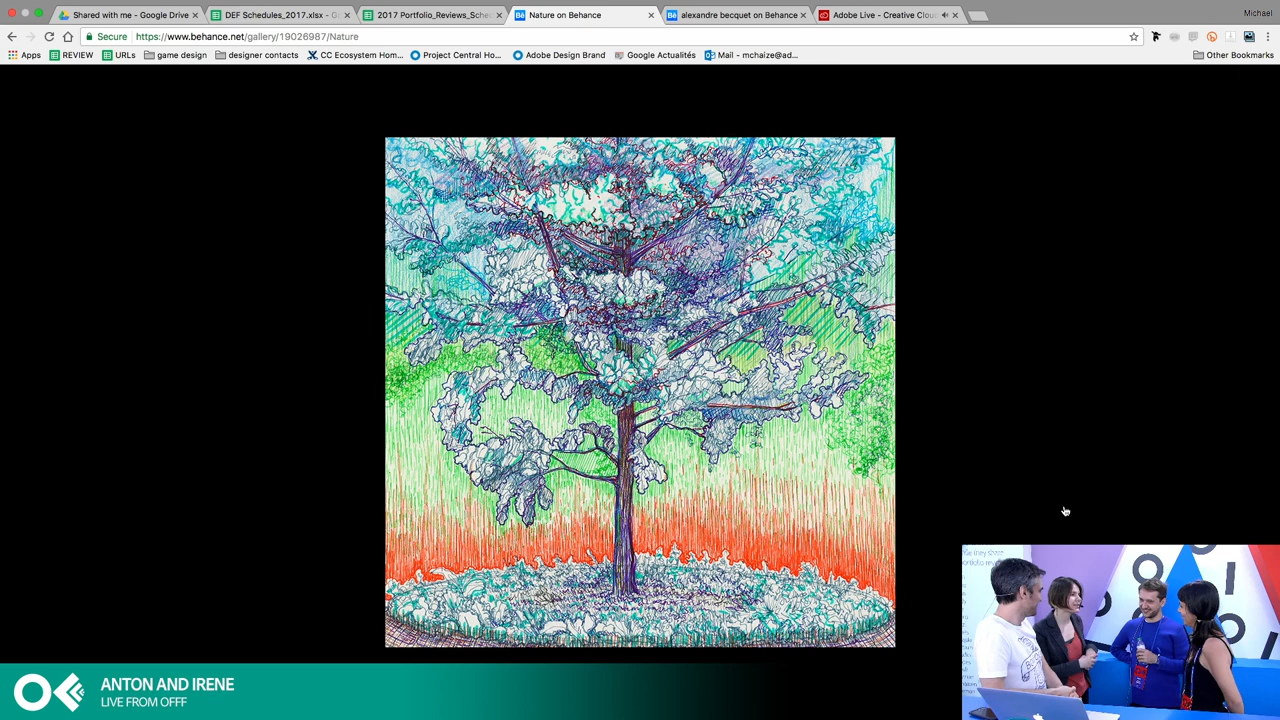 Shared with me - Google Drive
DEF Schedules_2017.xlsx - G
2017 Portfolio_Reviews_Sche
Nature on Behance
alexandre becquet on Behance
Adobe Live - Creative Clou
Michael
Secure
https://www.behance.net/gallery/19026987/Nature
Apps
REVIEW
URLs
game design
designer contacts
CC Ecosystem Hom...
Project Central Ho...
Adobe Design Brand
Google Actualités
Mail - mchaize@ad...
Other Bookmarks
ANTON AND IRENE
LIVE FROM OFFF